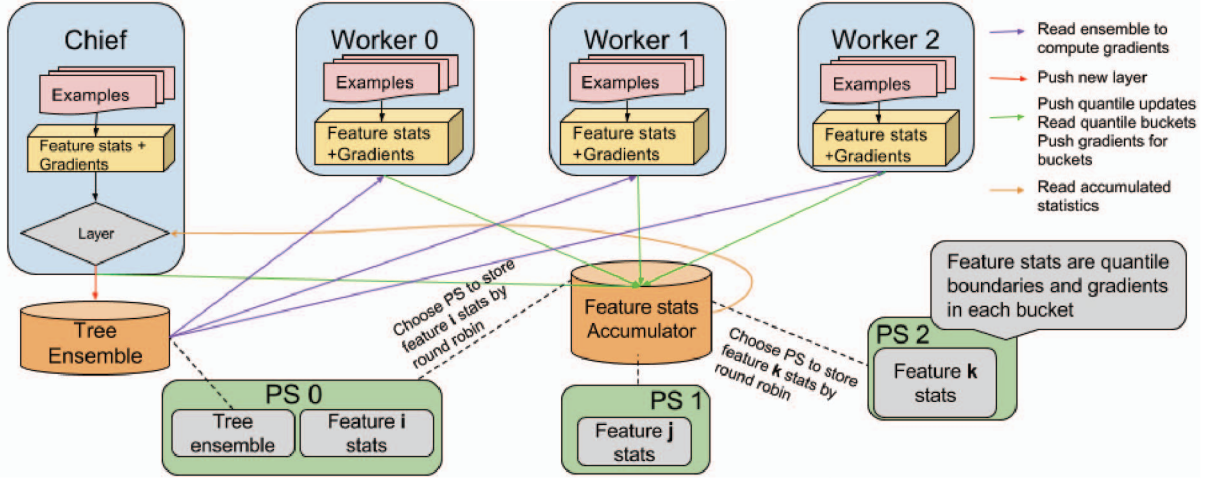 Chief
Examples
Feature stats +
Gradients
Layer
Tree
Ensemble
Worker 0
Examples
Feature stats
+Gradients
Worker 1
Examples
Feature stats
+Gradients
Worker 2
Examples
Feature stats
+Gradients
Read ensemble to
compute gradients
Push new layer
Push quantile updates
Read quantile buckets
Push gradients for
buckets
Read accumulated
statistics
Choose PS to store
feature i stats by
round robin
Feature stats
Accumulator
Choose PS to store
feature k stats by
round robin
Feature stats are quantile
boundaries and gradients
in each bucket
PS 0
Tree
ensemble
Feature i
stats
PS 1
Feature j
stats
PS 2
Feature k
stats